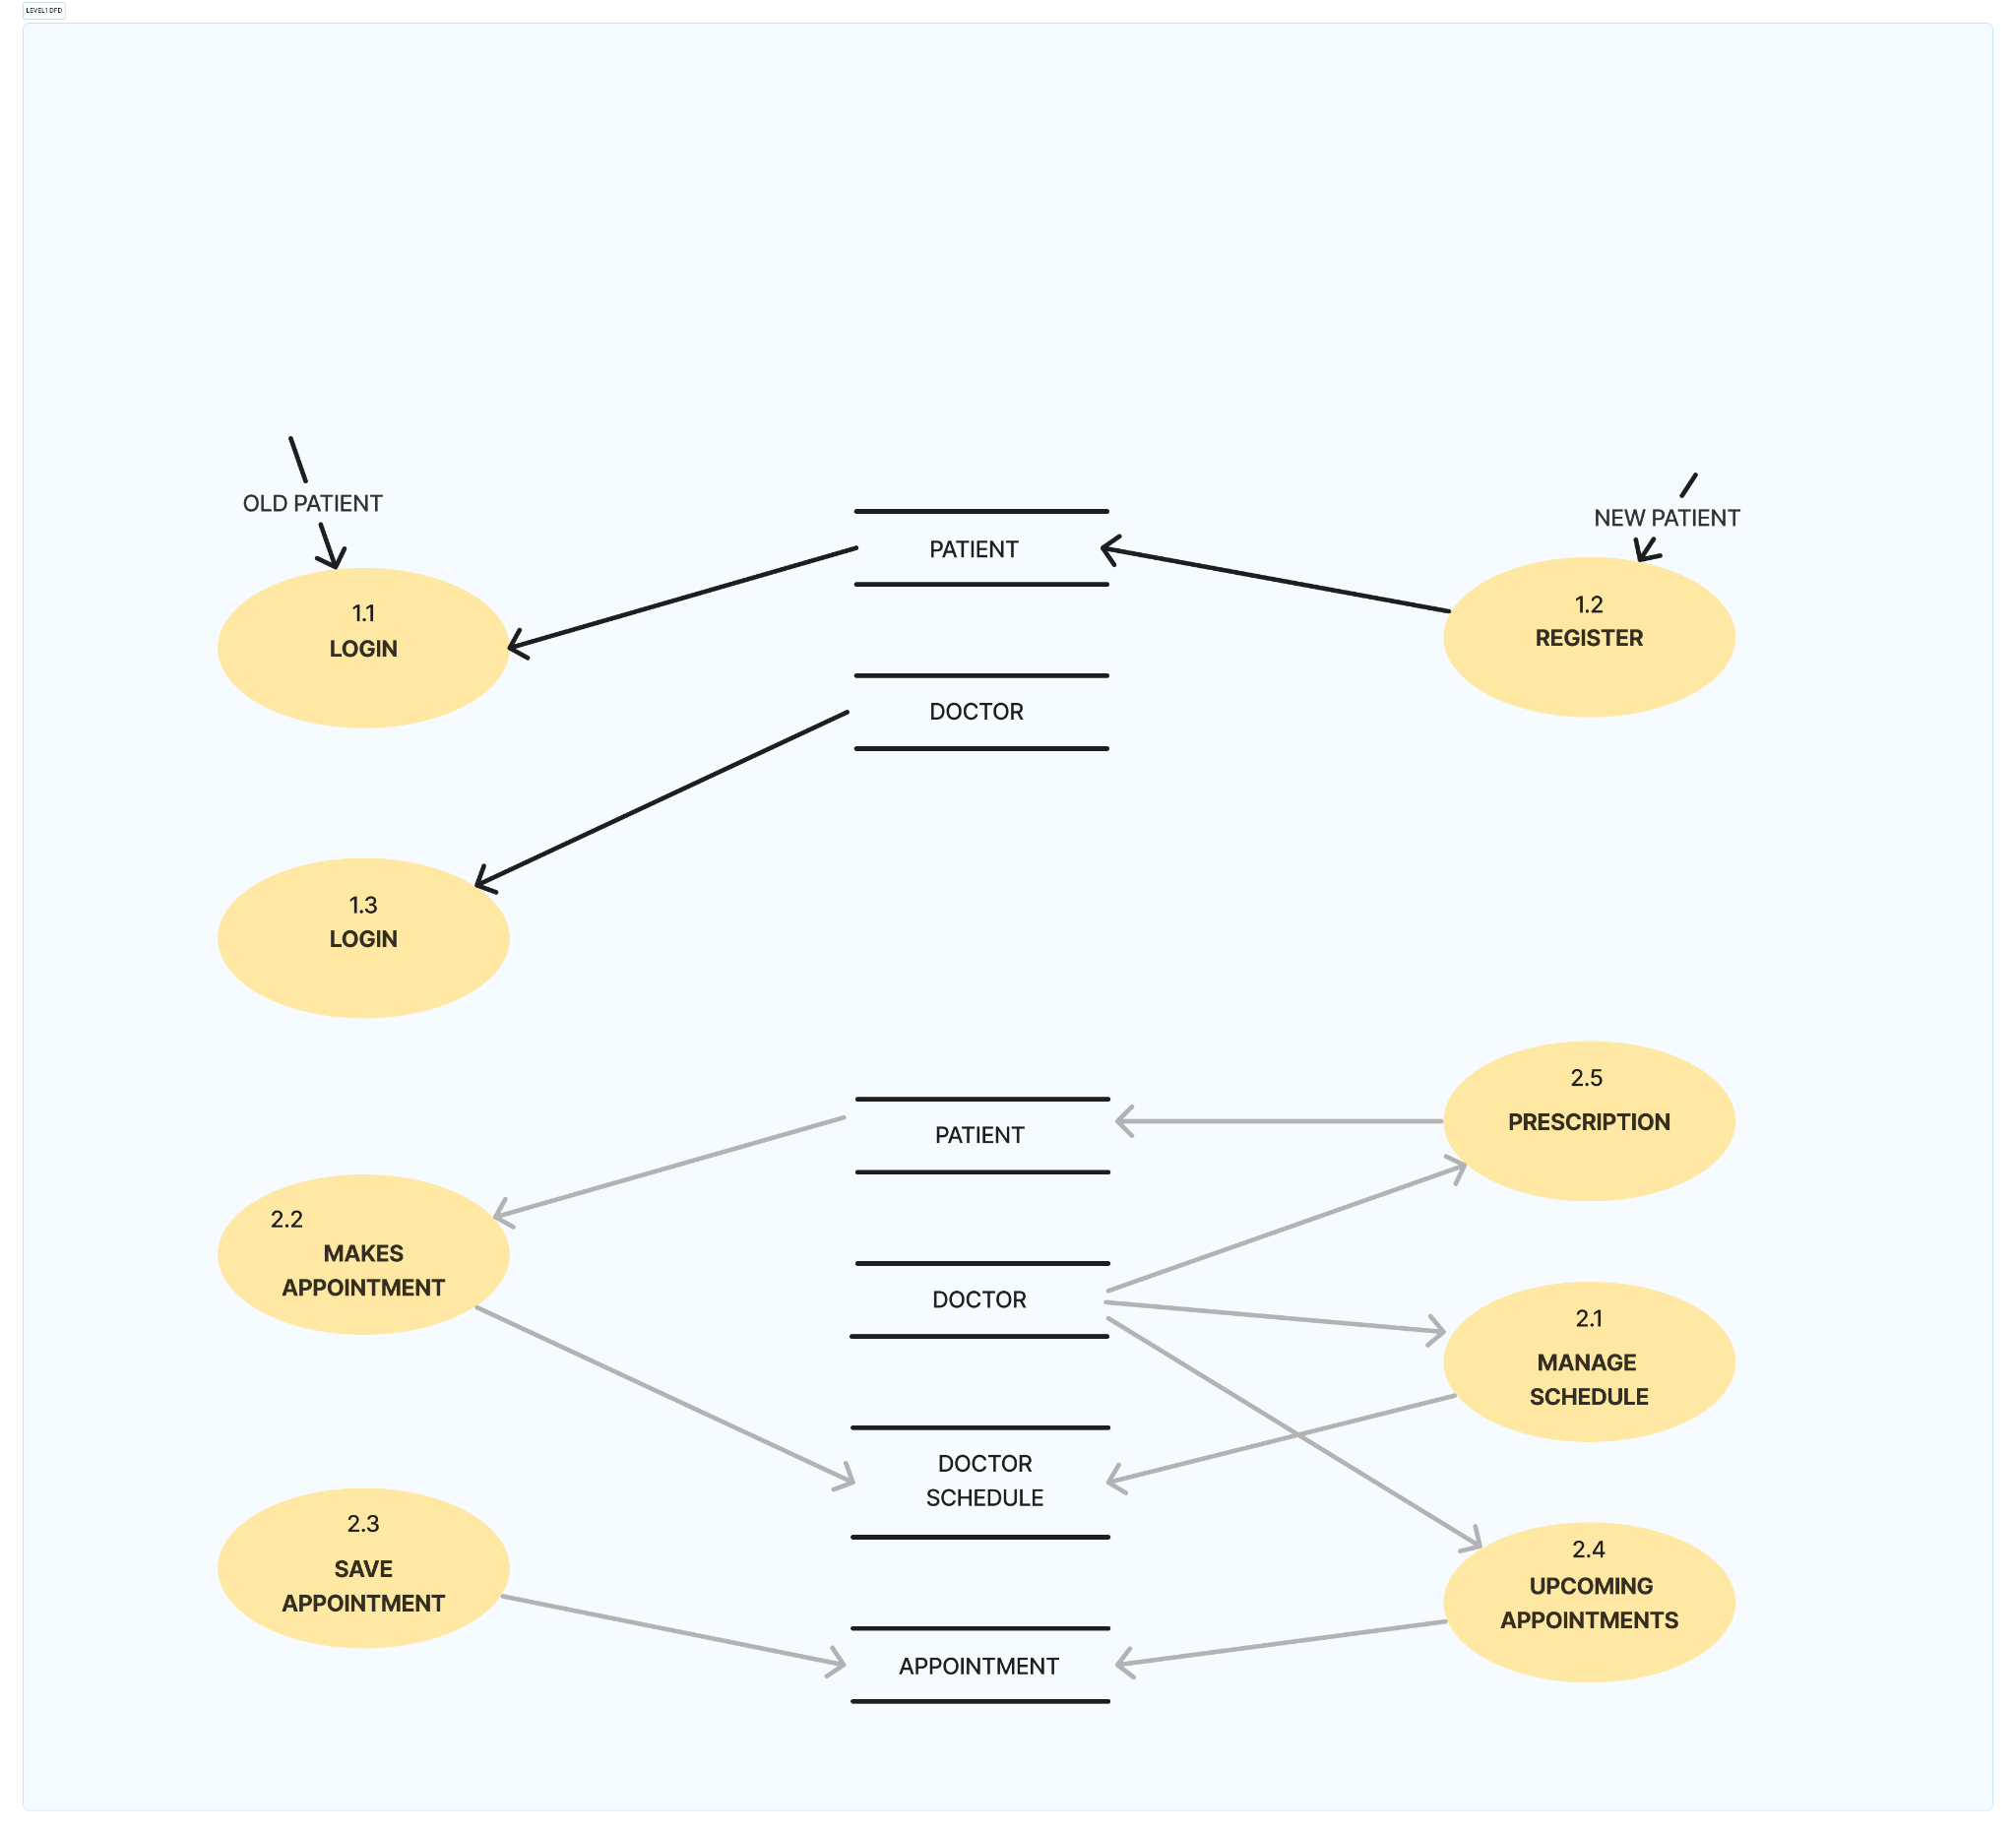 LEVEL1 DFD
OLD PATIENT
NEW PATIENT
PATIENT
1.1
LOGIN
1.2
REGISTER
DOCTOR
1.3
LOGIN
2.5
PRESCRIPTION
PATIENT
2.2
MAKES
APPOINTMENT
DOCTOR
2.1
MANAGE
SCHEDULE
DOCTOR
SCHEDULE
2.3
SAVE
APPOINTMENT
2.4
UPCOMING
APPOINTMENTS
APPOINTMENT